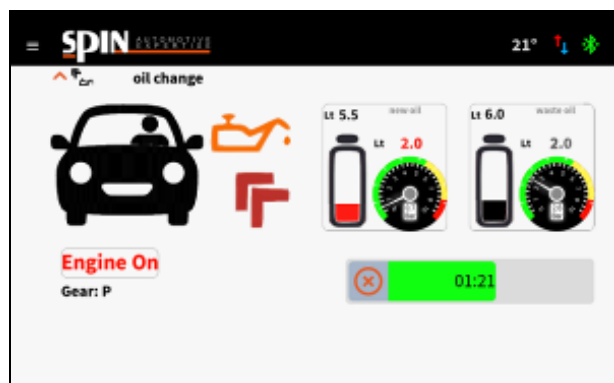 SPIN AUTOMOTIVE EXPERTISE
21°
oil change
Lt 5.5 new oil
Lt 2.0
Lt 6.0 waste oil
Lt 2.0
Engine On
Gear: P
01:21